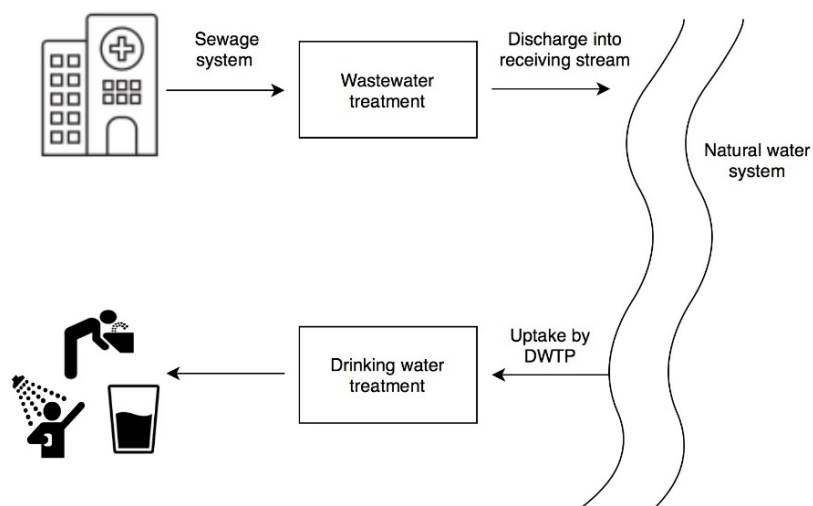 Sewage
system
Wastewater
treatment
Discharge into
receiving stream
Natural water
system
Uptake by
DWTP
Drinking water
treatment